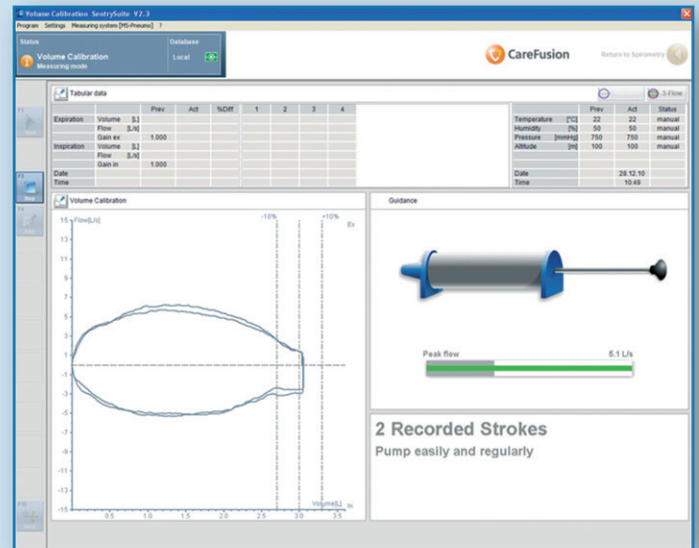 Volume Calibration SentrySuite V2.3
Program Settings Measuring system [MS-Pneumo] ?
Status
Database
Volume Calibration
Measuring mode
Local
CareFusion
Return to Spirometry
F1
F3
Stop
F4
F10
Tabular data
3-Flow
Prev Act %Diff 1 2 3 4
Expiration Volume [L]
Flow [L/s]
Gain ex 1.000
Inspiration Volume [L]
Flow [L/s]
Gain in 1.000
Date
Time
Prev Act Status
Temperature [°C] 22 22 manual
Humidity [%] 50 50 manual
Pressure [mmHg] 750 750 manual
Altitude [m] 100 100 manual
Date 28.12.10
Time 10:49
Volume Calibration
15 Flow[L/s] -10% +10%
Ex
13
11
9
7
5
3
1
-1
-3
-5
-7
-9
-11
-13
-15
Volume[L] In
0.5 1.0 1.5 2.0 2.5 3.0 3.5
Guidance
Peak flow 5.1 L/s
2 Recorded Strokes
Pump easily and regularly